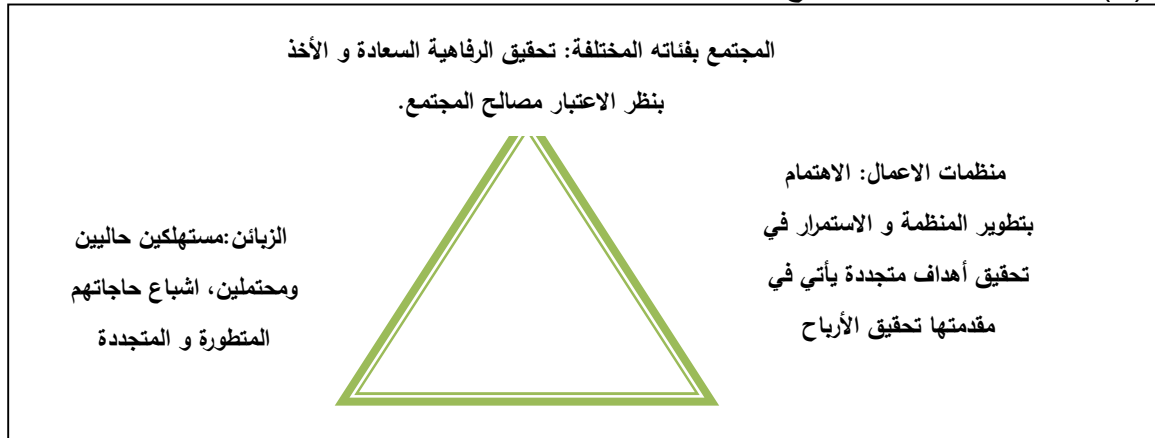 المجتمع بفئاته المختلفة: تحقيق الرفاهية السعادة و الأخذ
بنظر الاعتبار مصالح المجتمع.
منظمات الاعمال: الاهتمام
بتطوير المنظمة و الاستمرار في
تحقيق أهداف متجددة يأتي في
مقدمتها تحقيق الأرباح
الزبائن:مستهلكين حاليين
ومحتملين، اشباع حاجاتهم
المتطورة و المتجددة